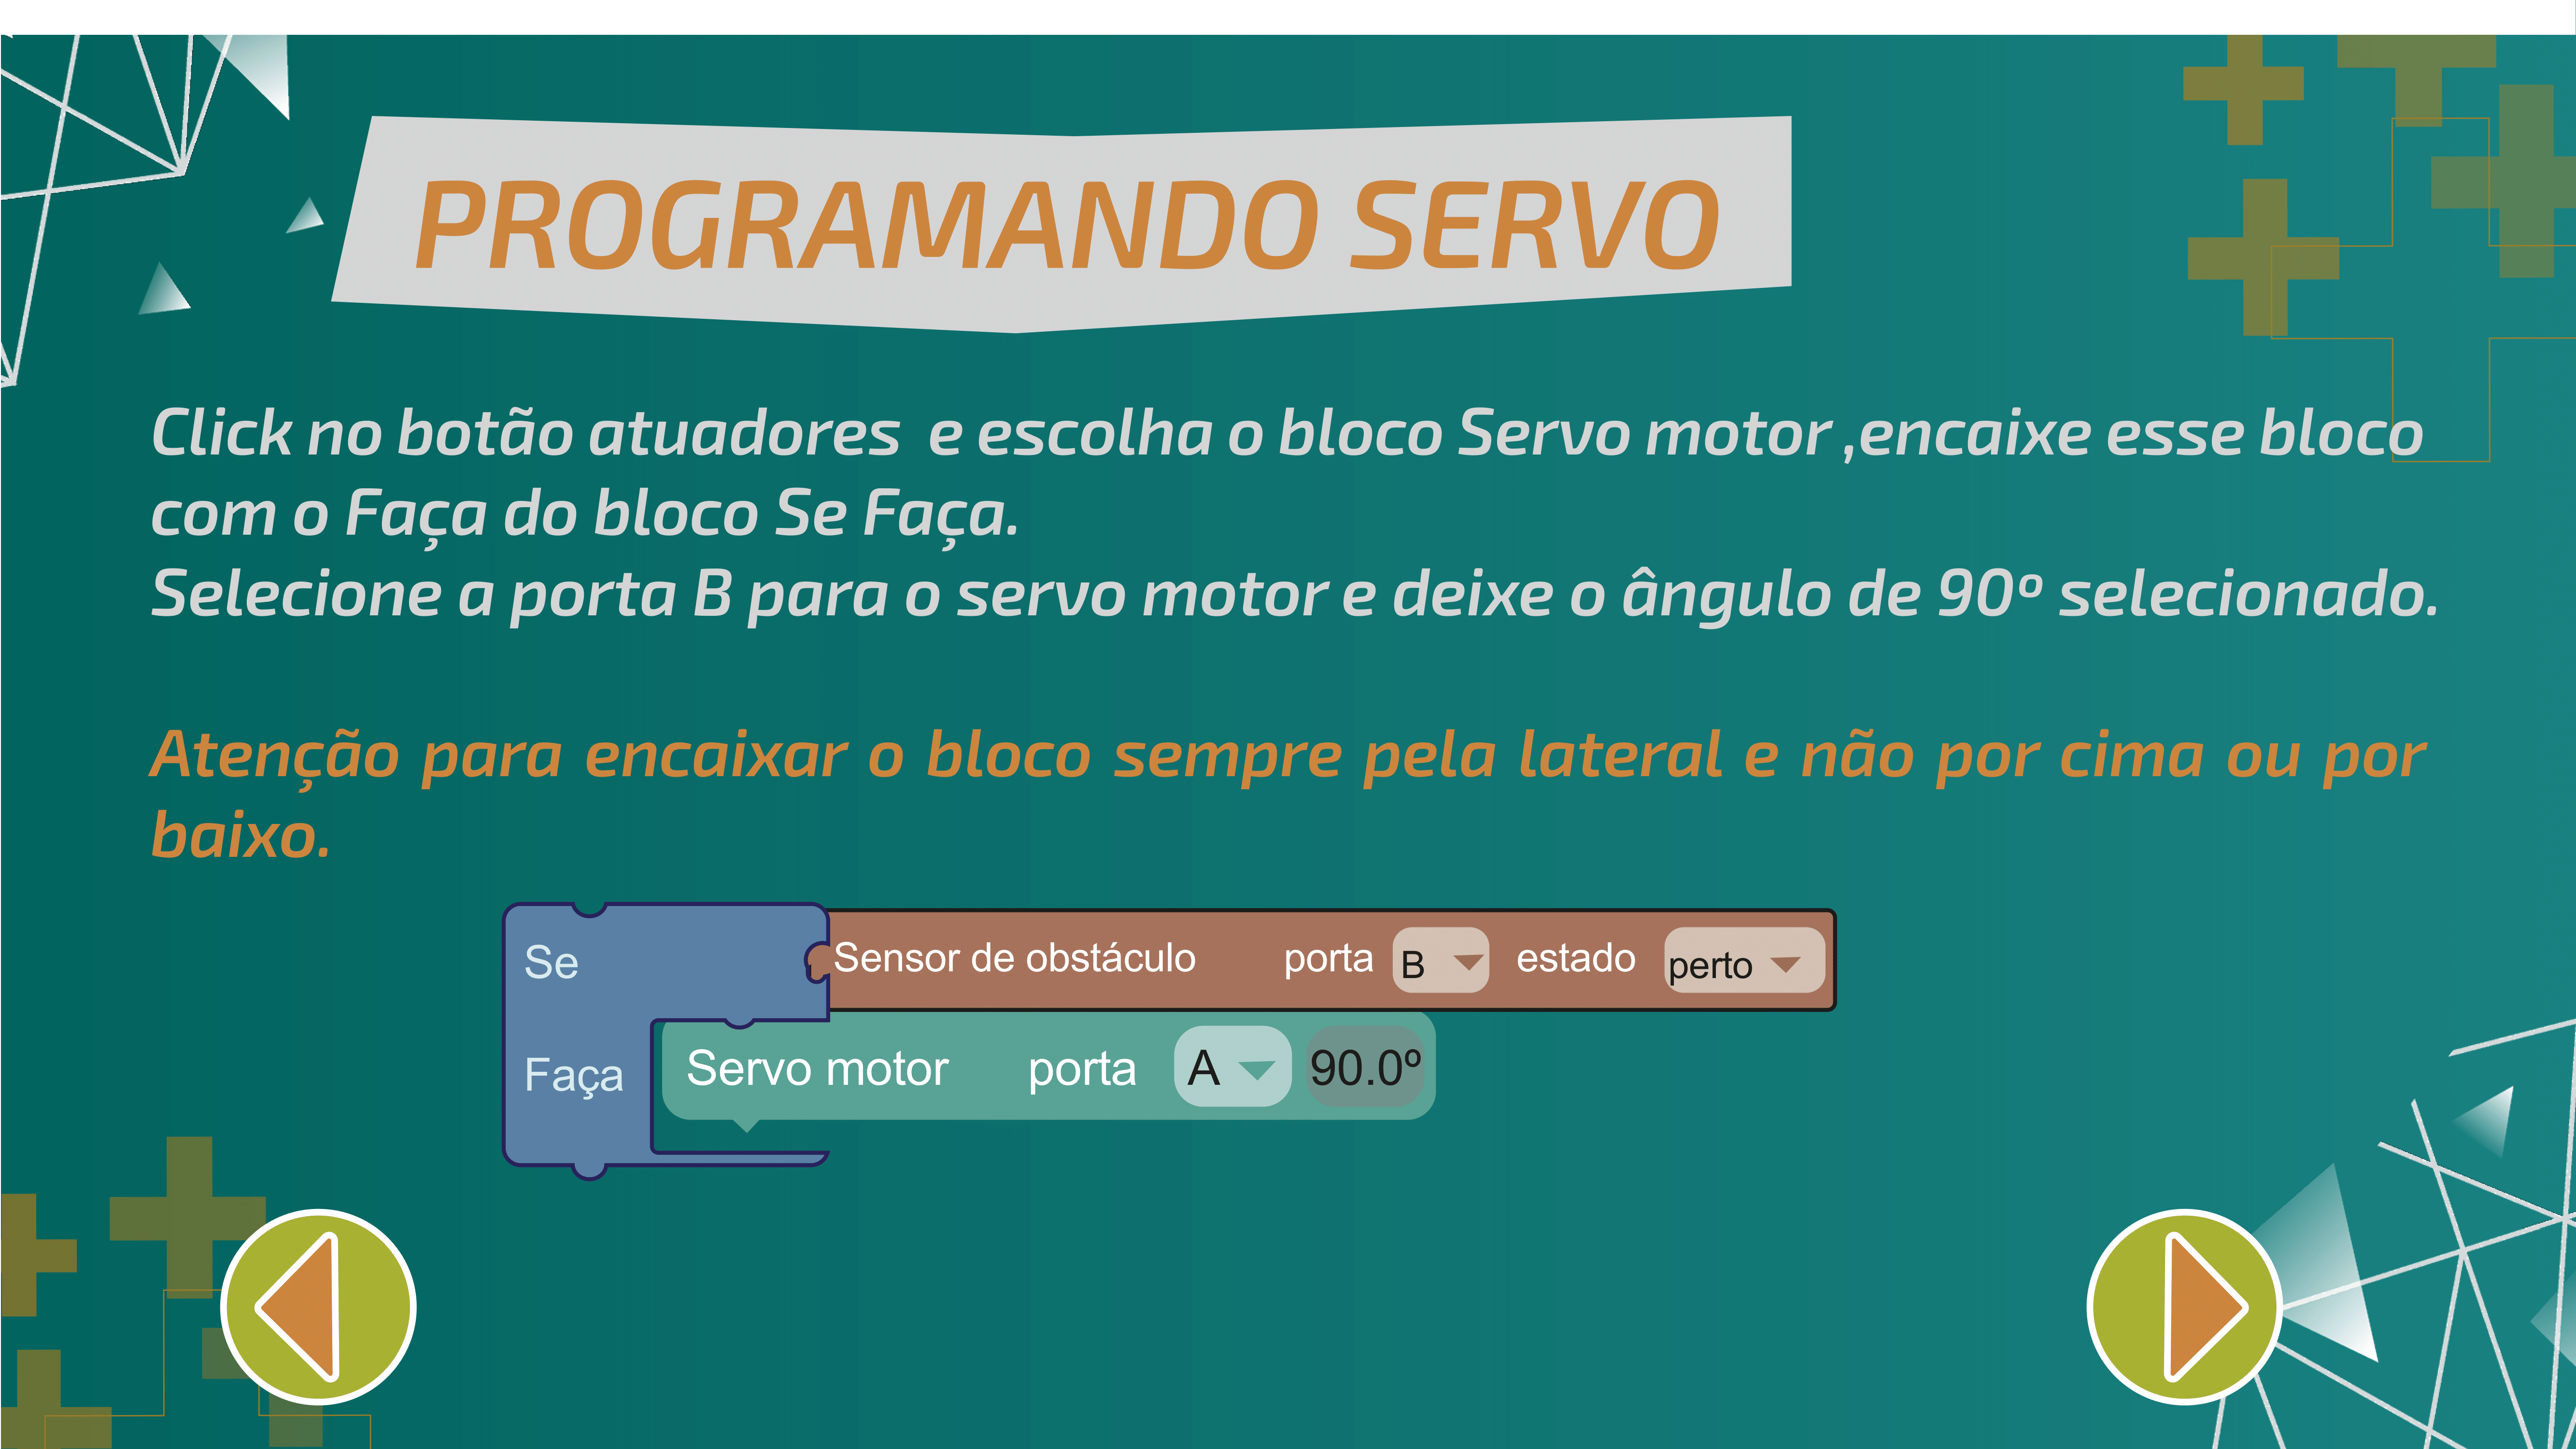 PROGRAMANDO SERVO
Click no botão atuadores  e escolha o bloco Servo motor ,encaixe esse bloco
com o Faça do bloco Se Faça.
Selecione a porta B para o servo motor e deixe o ângulo de 90º selecionado.
Atenção para encaixar o bloco sempre pela lateral e não por cima ou por
baixo.
Se Sensor de obstáculo porta B estado perto
Faça Servo motor porta A 90.0º